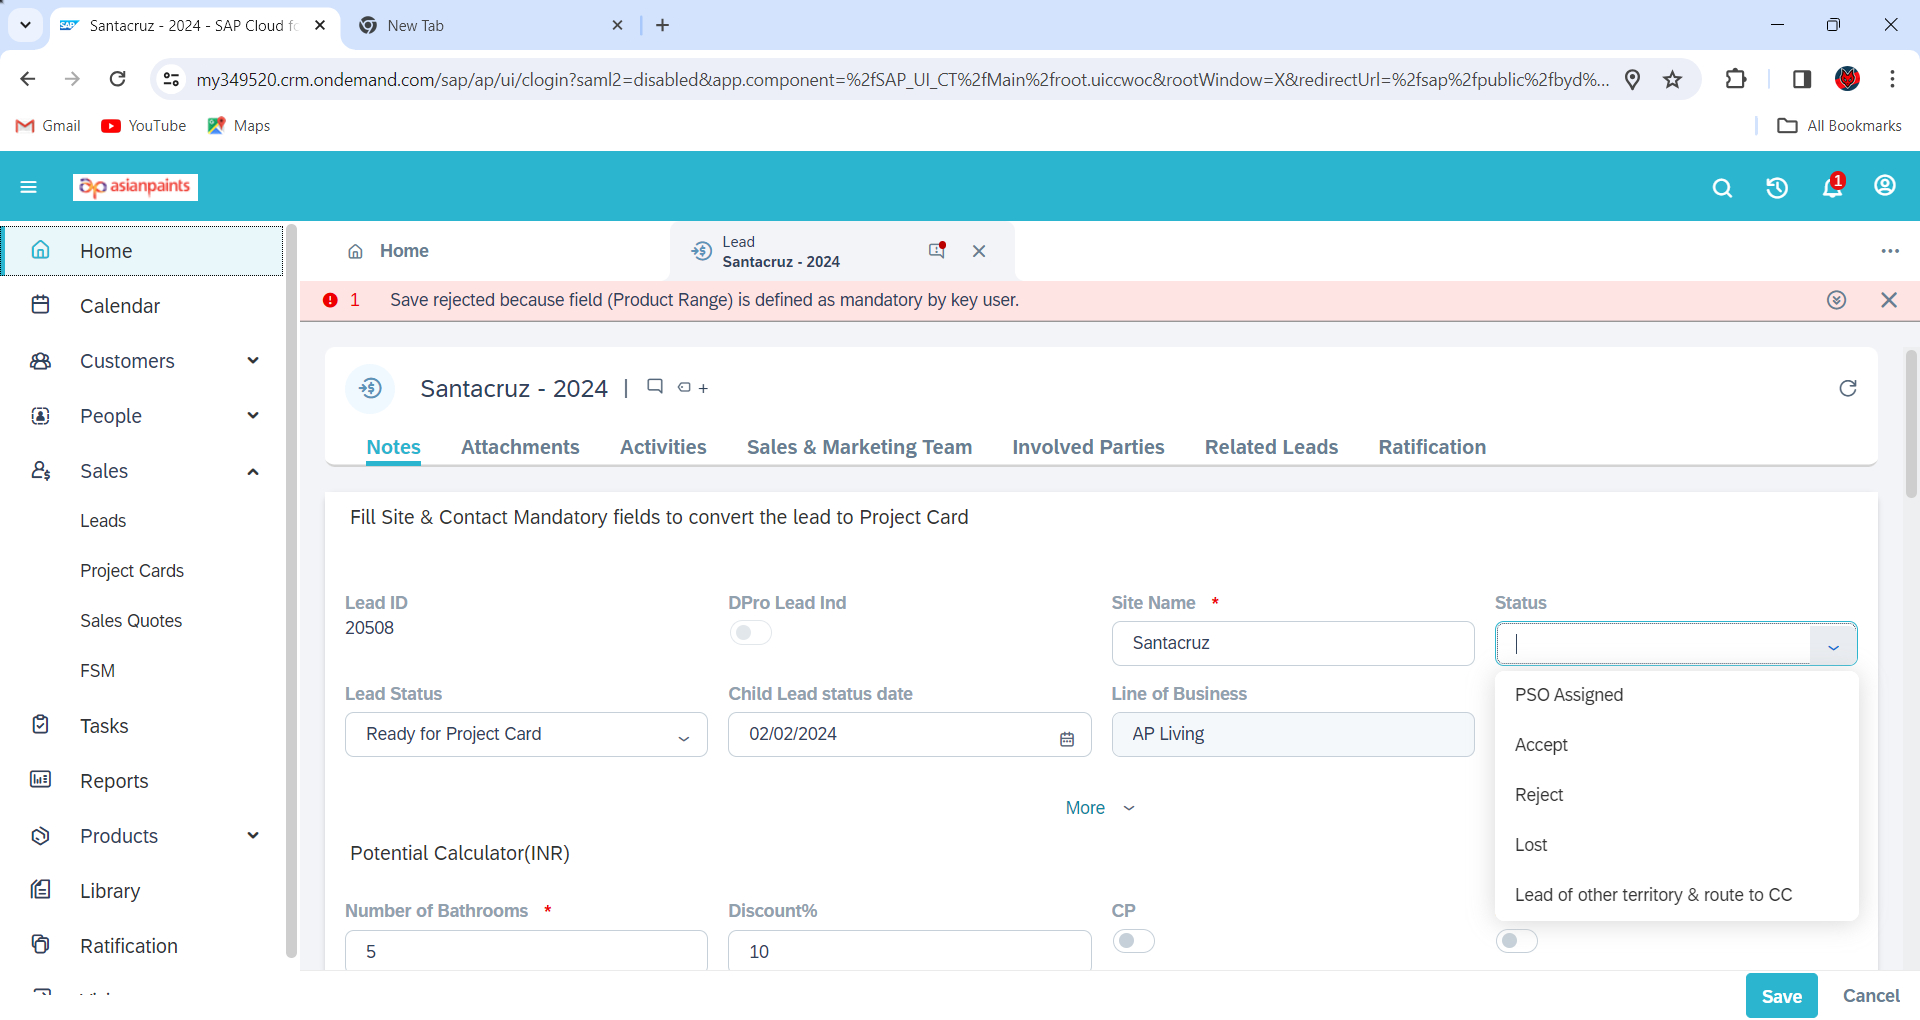 Santacruz - 2024 - SAP Cloud fo
New Tab
my349520.crm.ondemand.com/sap/ap/ui/clogin?saml2=disabled&app.component=%2fSAP_UI_CT%2fMain%2froot.uiccwoc&rootWindow=X&redirectUrl=%2fsap%2fpublic%2fbyd%...
Gmail
YouTube
Maps
All Bookmarks
asianpaints
1
Home
Calendar
Customers
People
Sales
Leads
Project Cards
Sales Quotes
FSM
Tasks
Reports
Products
Library
Ratification
Home
Lead
Santacruz - 2024
1 Save rejected because field (Product Range) is defined as mandatory by key user.
Santacruz - 2024 | +
Notes Attachments Activities Sales & Marketing Team Involved Parties Related Leads Ratification
Fill Site & Contact Mandatory fields to convert the lead to Project Card
Lead ID
20508
DPro Lead Ind
Site Name *
Santacruz
Status
Lead Status
Ready for Project Card
Child Lead status date
02/02/2024
Line of Business
AP Living
PSO Assigned
Accept
Reject
Lost
Lead of other territory & route to CC
More
Potential Calculator(INR)
Number of Bathrooms *
5
Discount%
10
CP
Save
Cancel